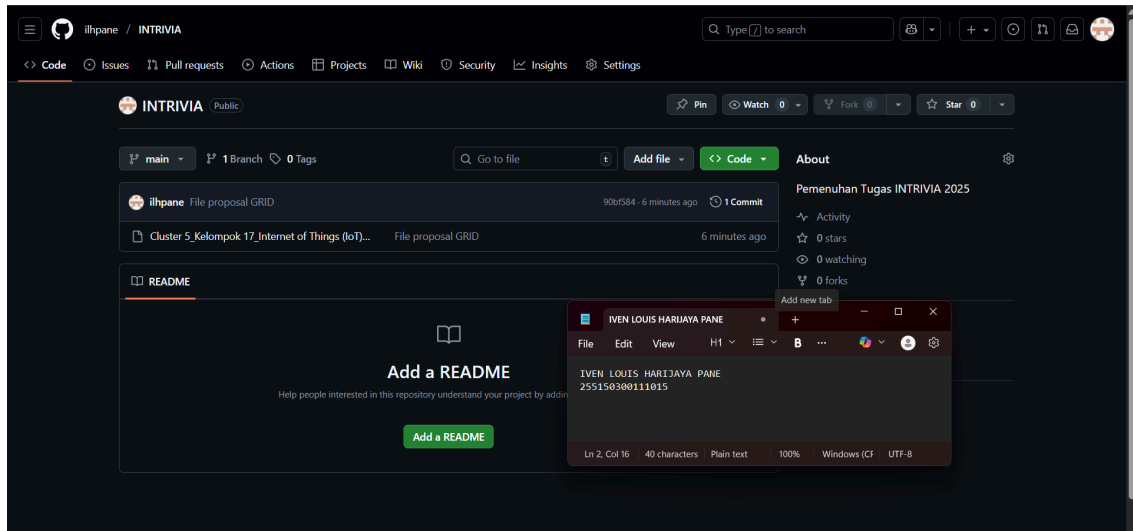 ilhpane / INTRIVIA
Type / to search
Code Issues Pull requests Actions Projects Wiki Security Insights Settings
INTRIVIA Public
Pin Watch 0 Fork 0 Star 0
main 1 Branch 0 Tags
Go to file t Add file Code
About
Pemenuhan Tugas INTRIVIA 2025
Activity
0 stars
0 watching
0 forks
ilhpane File proposal GRID 90bf584 · 6 minutes ago 1 Commit
Cluster 5_Kelompok 17_Internet of Things (IoT)... File proposal GRID 6 minutes ago
README
Add a README
Help people interested in this repository understand your project by addin
Add a README
Add new tab
IVEN LOUIS HARIJAYA PANE
File Edit View H1 B ...
IVEN LOUIS HARIJAYA PANE
255150300111015
Ln 2, Col 16 40 characters Plain text 100% Windows (CF UTF-8